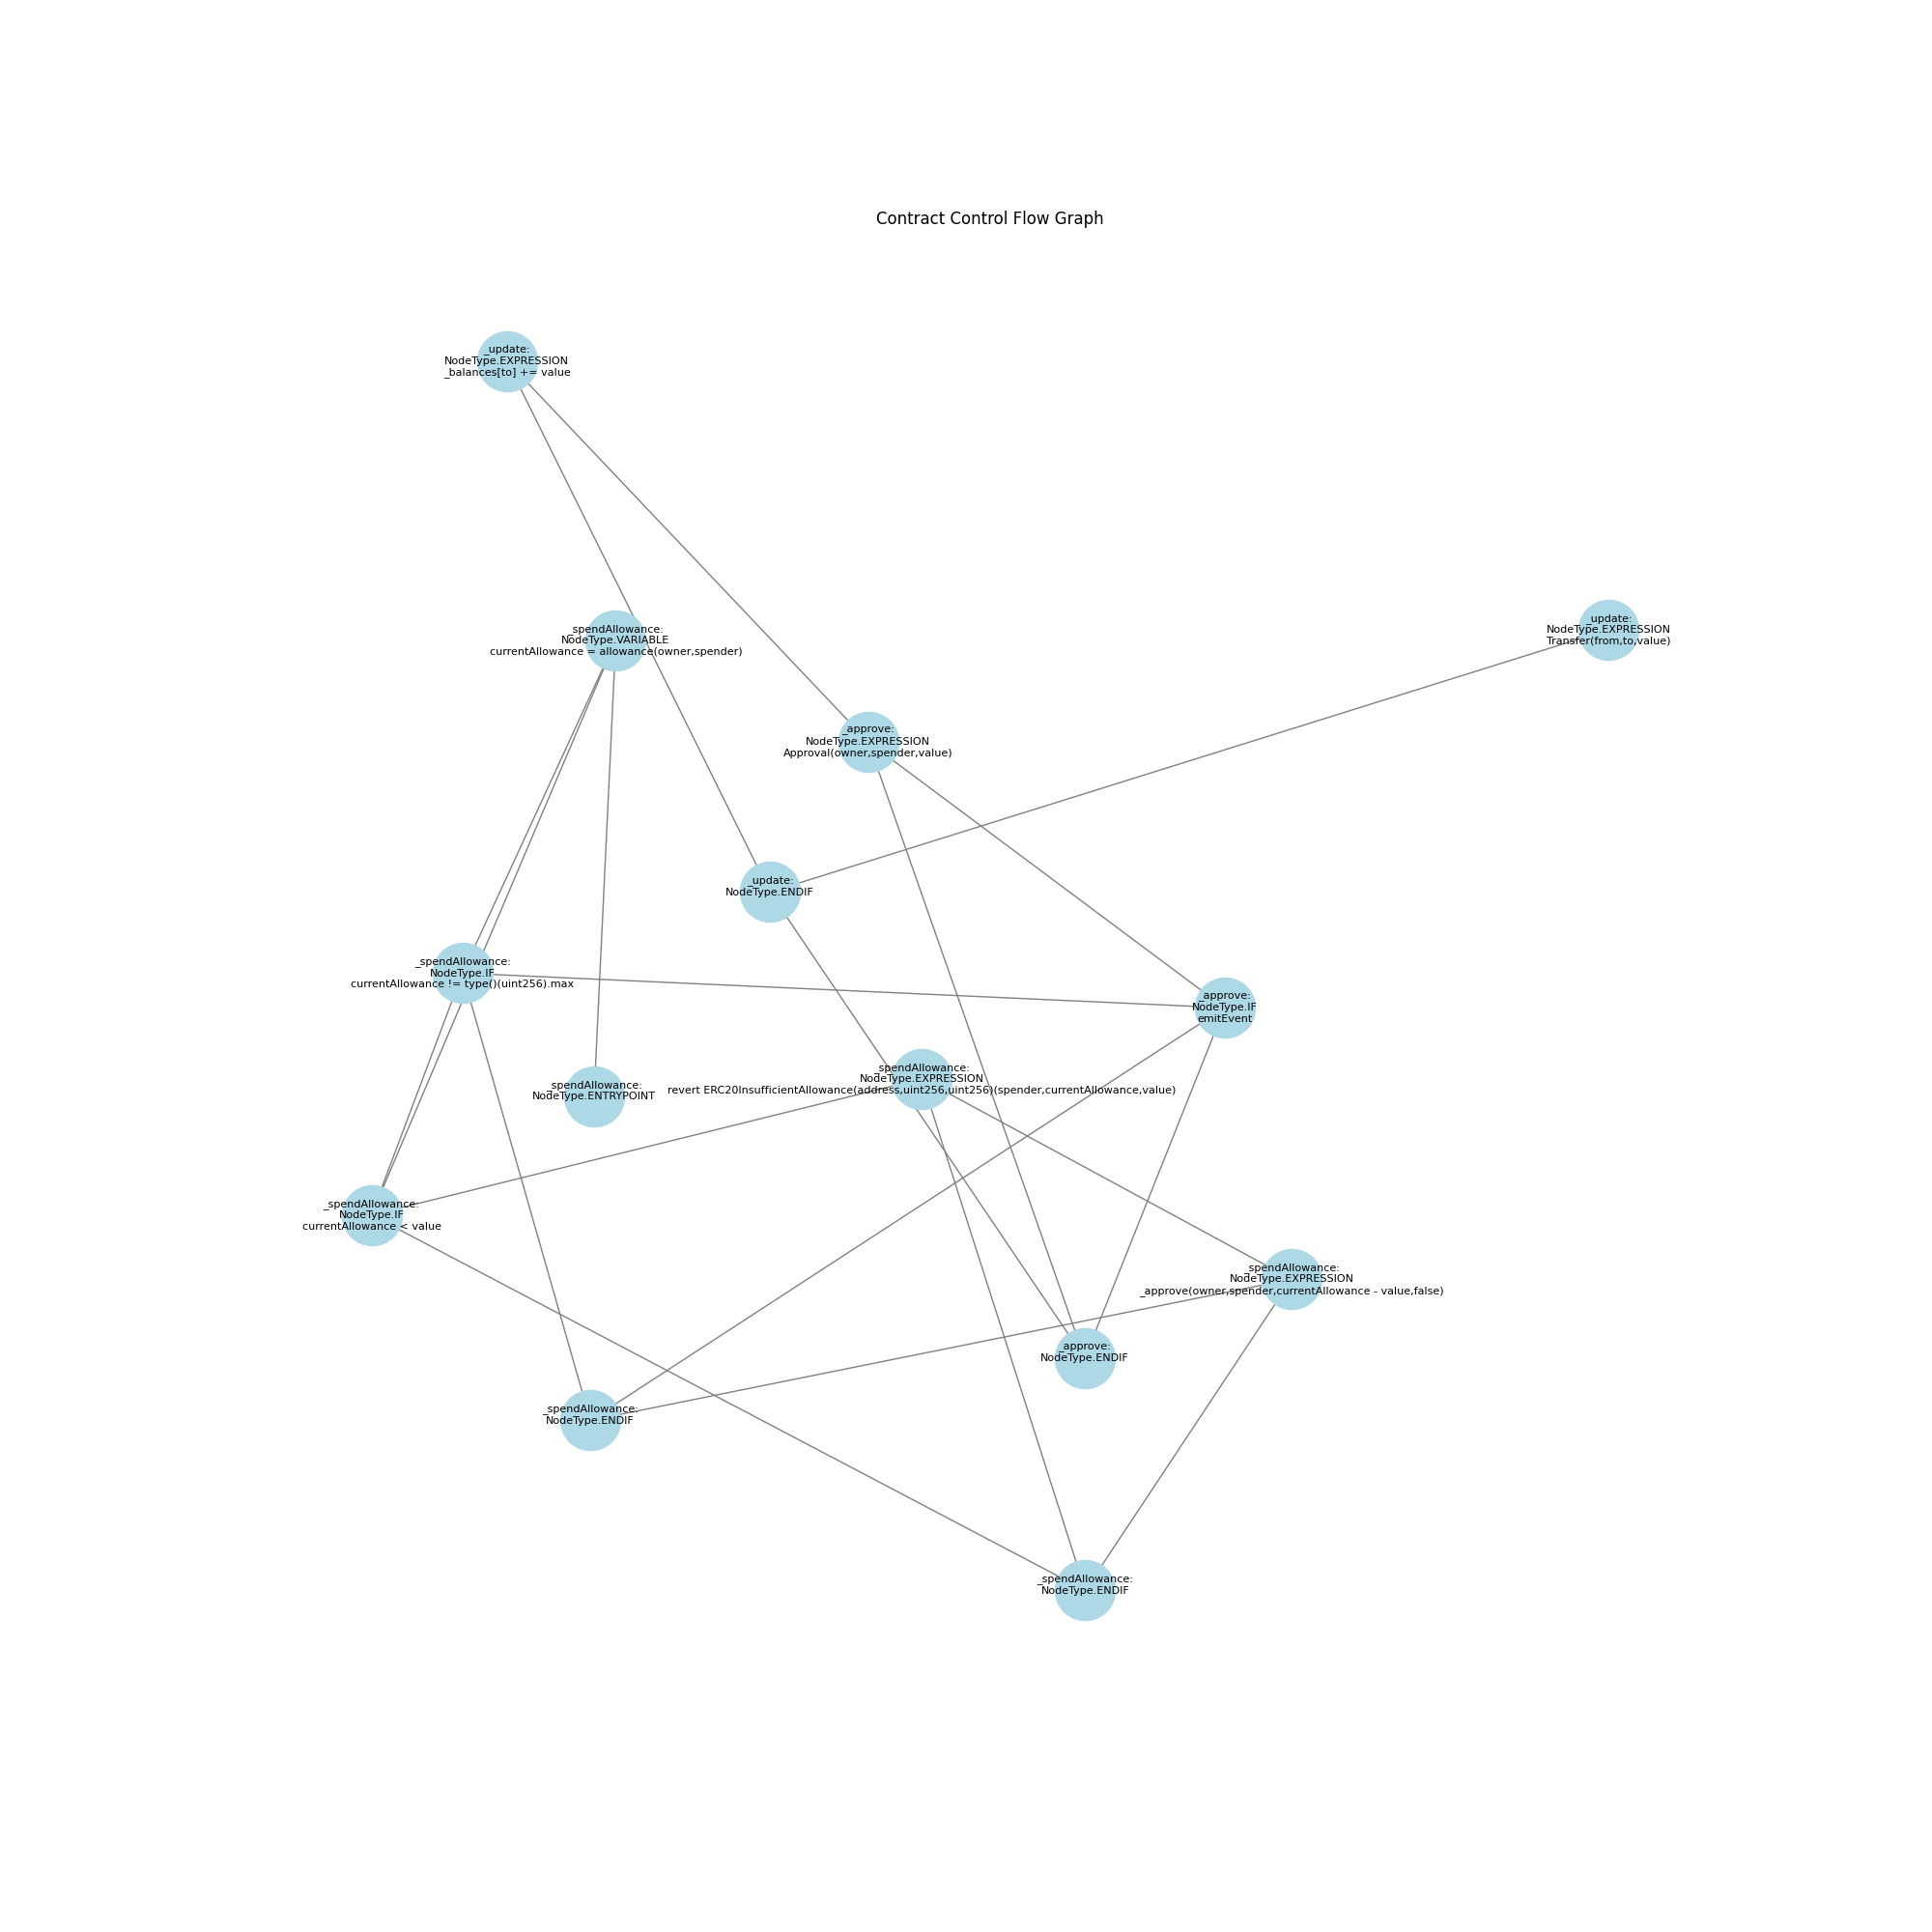 Contract Control Flow Graph
_update:
NodeType.EXPRESSION
_balances[to] += value
_spendAllowance:
NodeType.VARIABLE
currentAllowance = allowance(owner,spender)
_update:
NodeType.EXPRESSION
Transfer(from,to,value)
_approve:
NodeType.EXPRESSION
Approval(owner,spender,value)
_update:
NodeType.ENDIF
_spendAllowance:
NodeType.IF
currentAllowance != type()(uint256).max
_approve:
NodeType.IF
emitEvent
_spendAllowance:
NodeType.EXPRESSION
revert ERC20InsufficientAllowance(address,uint256,uint256)(spender,currentAllowance,value)
_spendAllowance:
NodeType.ENTRYPOINT
_spendAllowance:
NodeType.IF
currentAllowance < value
_spendAllowance:
NodeType.EXPRESSION
_approve(owner,spender,currentAllowance - value,false)
_approve:
NodeType.ENDIF
_spendAllowance:
NodeType.ENDIF
_spendAllowance:
NodeType.ENDIF